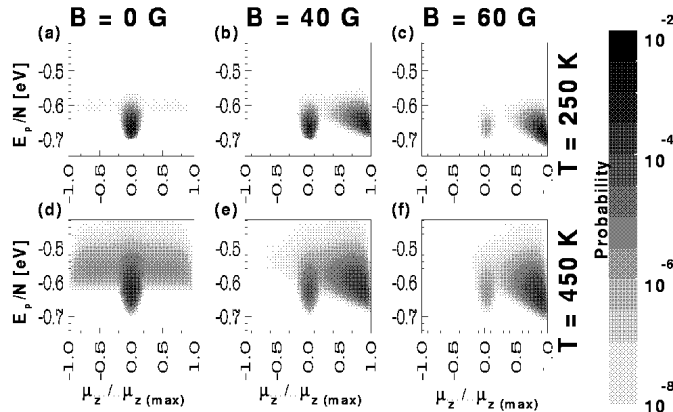 B = 0 G B = 40 G B = 60 G
(a) (b) (c)
E_p/N [eV] -0.5 -0.6 -0.7 -0.5 -0.6 -0.7 -0.5 -0.6 -0.7
-1.0 -0.5 0.0 0.5 1.0 -1.0 -0.5 0.0 0.5 1.0 -1.0 -0.5 0.0 0.5 1.0
T = 250 K
(d) (e) (f)
E_p/N [eV] -0.5 -0.6 -0.7 -0.5 -0.6 -0.7 -0.5 -0.6 -0.7
-1.0 -0.5 0.0 0.5 1.0 -1.0 -0.5 0.0 0.5 1.0 -1.0 -0.5 0.0 0.5 1.0
μ_z / μ_z (max) μ_z / μ_z (max) μ_z / μ_z (max)
T = 450 K
Probability
10^-2
10^-4
10^-6
10^-8